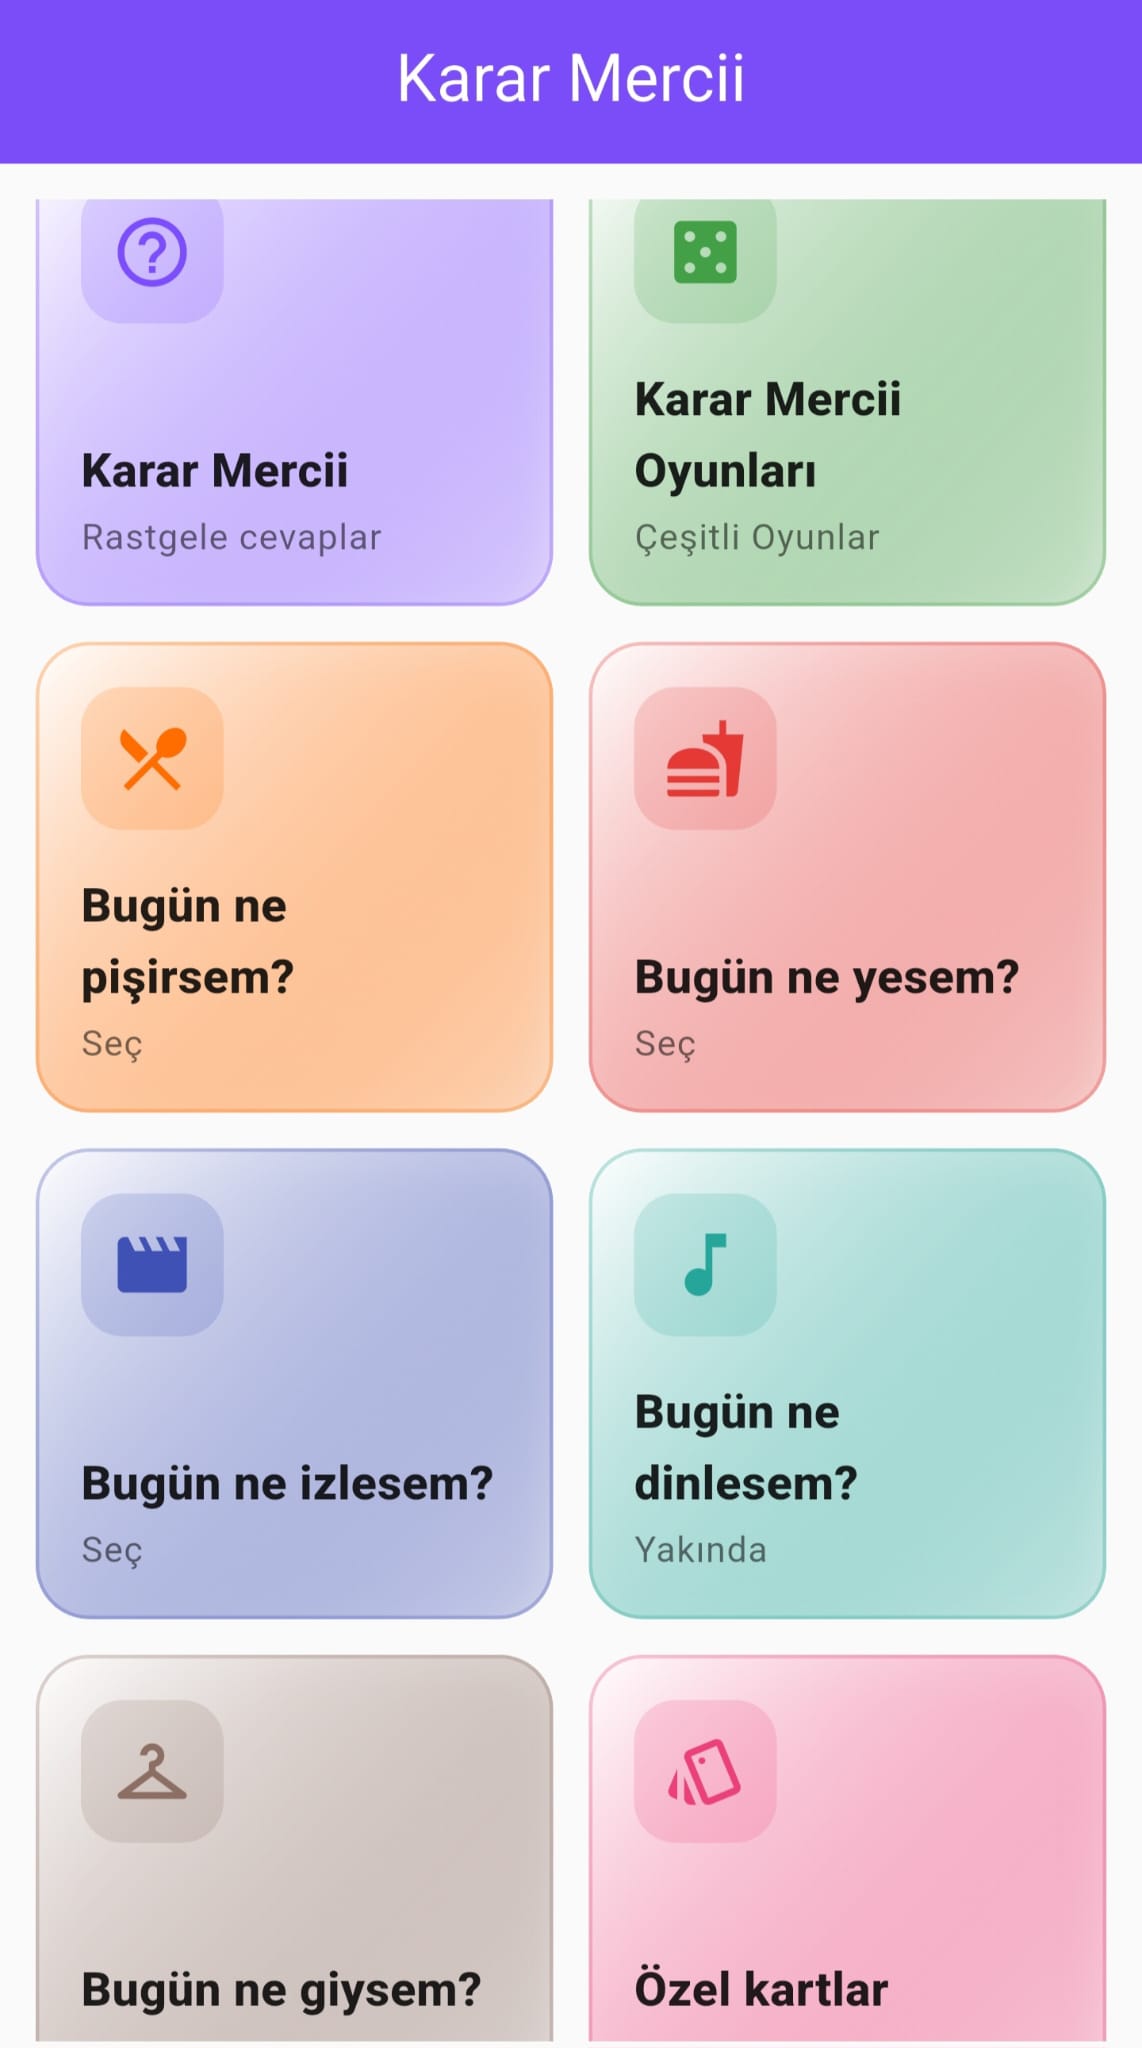 Karar Mercii
Karar Mercii
Rastgele cevaplar
Karar Mercii
Oyunları
Çeşitli Oyunlar
Bugün ne
pişirsem?
Seç
Bugün ne yesem?
Seç
Bugün ne izlesem?
Seç
Bugün ne
dinlesem?
Yakında
Bugün ne giysem?
Özel kartlar